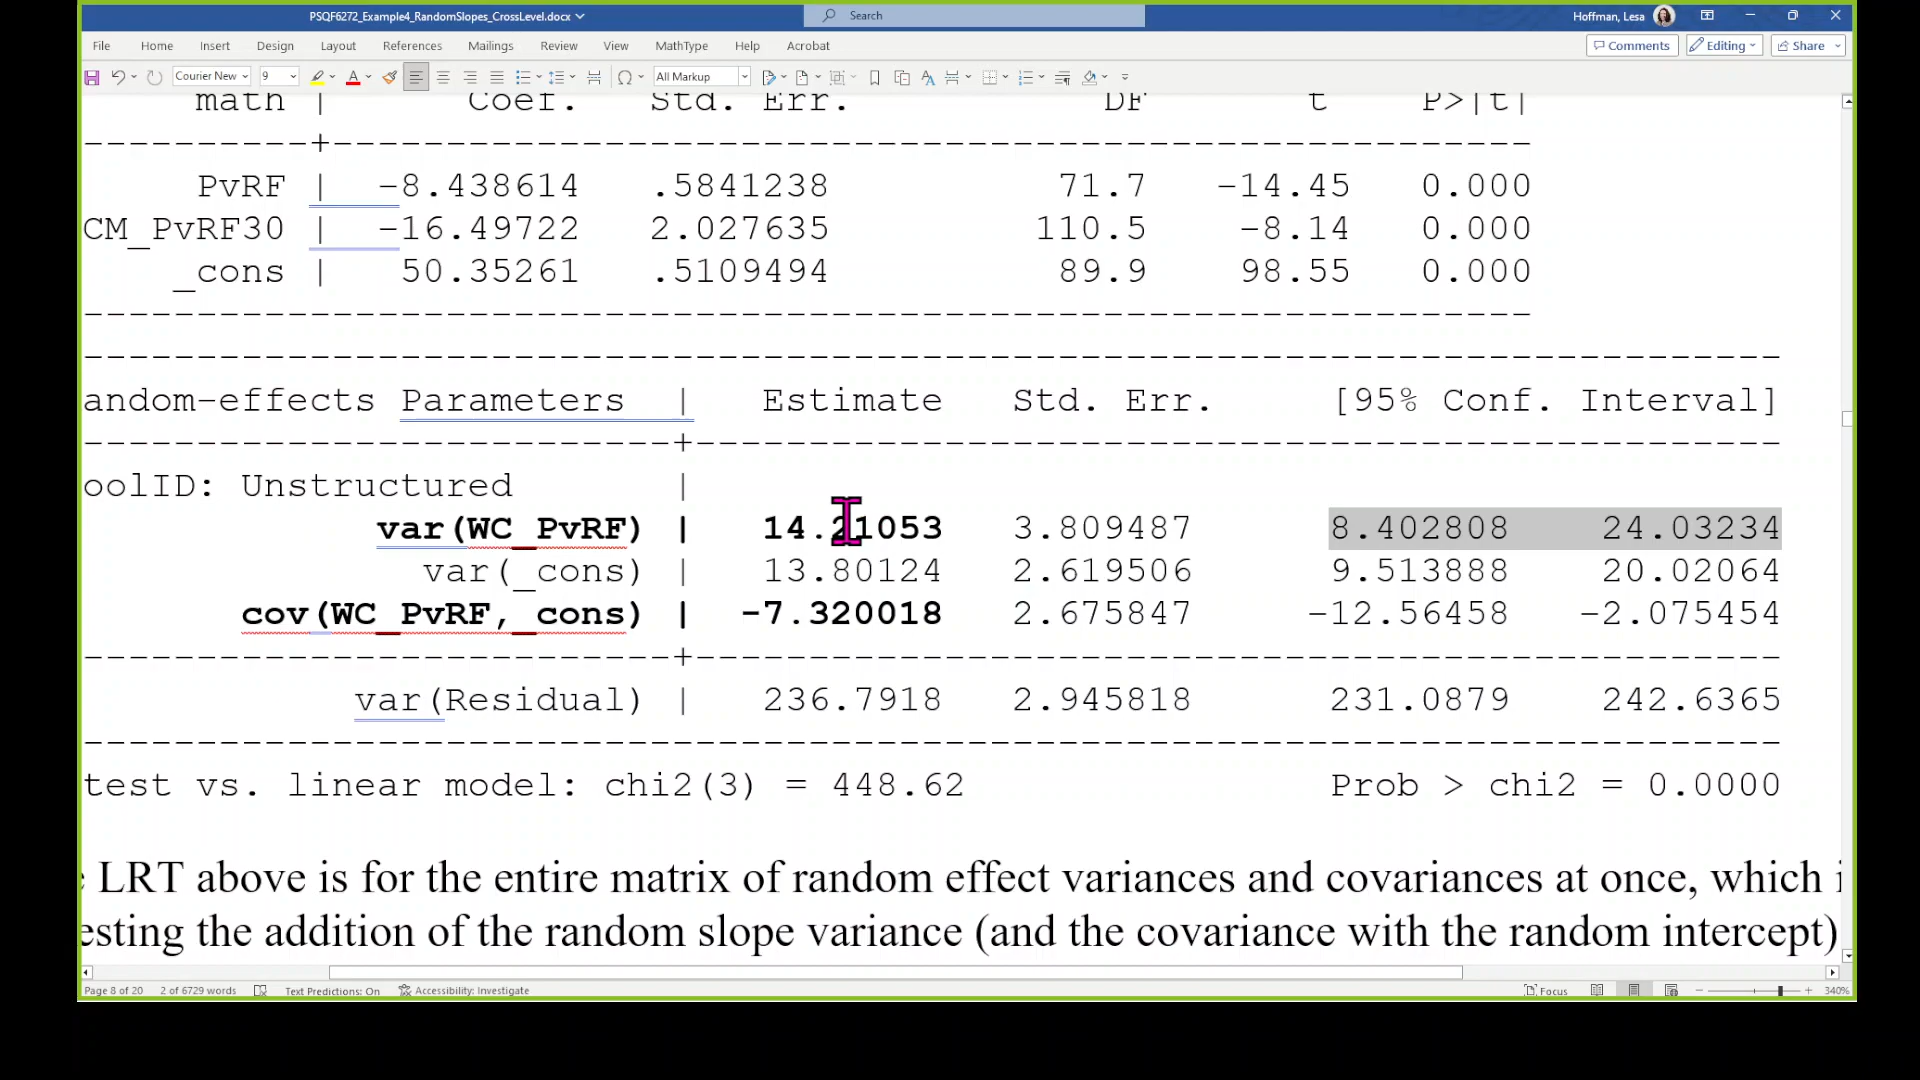 PSQF6272_Example4_RandomSlopes_CrossLevel.docx
Search
Hoffman, Lesa
File Home Insert Design Layout References Mailings Review View MathType Help Acrobat
Comments Editing Share
Courier New 9 All Markup
math | Coef. Std. Err. DF t P>|t|
----------+----------------------------------------------------------------
PvRF | -8.438614 .5841238 71.7 -14.45 0.000
CM_PvRF30 | -16.49722 2.027635 110.5 -8.14 0.000
_cons | 50.35261 .5109494 89.9 98.55 0.000
andom-effects Parameters | Estimate Std. Err. [95% Conf. Interval]
oolID: Unstructured |
var(WC_PvRF) | 14.21053 3.809487 8.402808 24.03234
var(_cons) | 13.80124 2.619506 9.513888 20.02064
cov(WC_PvRF,_cons) | -7.320018 2.675847 -12.56458 -2.075454
var(Residual) | 236.7918 2.945818 231.0879 242.6365
test vs. linear model: chi2(3) = 448.62 Prob > chi2 = 0.0000
LRT above is for the entire matrix of random effect variances and covariances at once, which
esting the addition of the random slope variance (and the covariance with the random intercept)
Page 8 of 20 2 of 6729 words Text Predictions: On Accessibility: Investigate Focus 340%